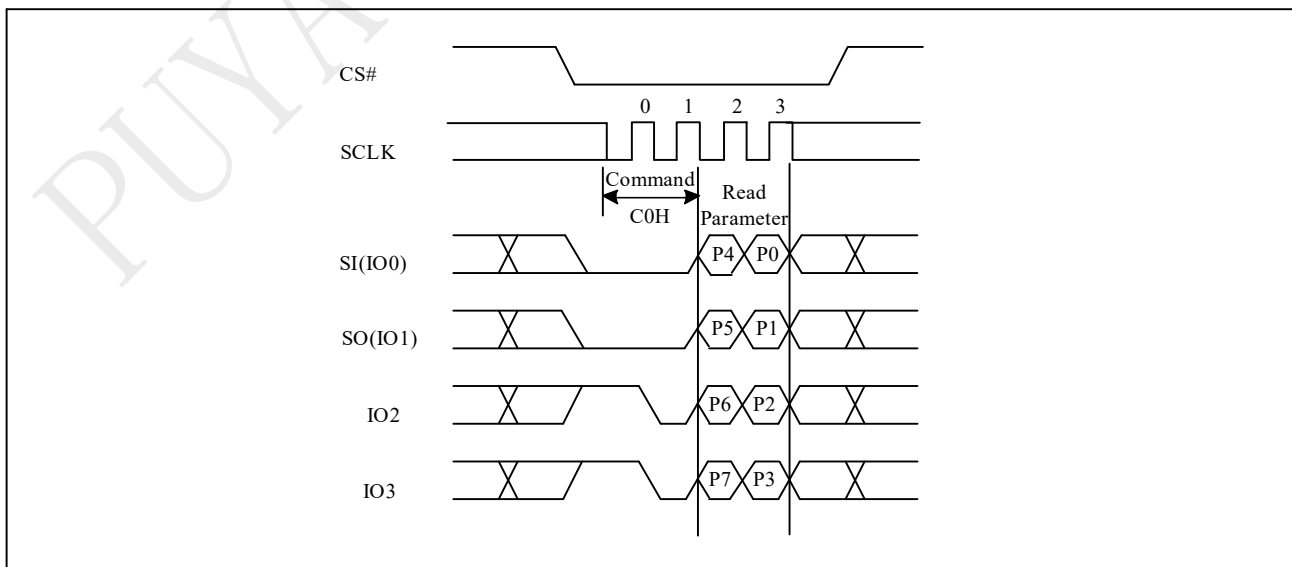 PUYA
CS#
0 1 2 3
SCLK
Command
C0H
Read
Parameter
SI(IO0)
P4 P0
SO(IO1)
P5 P1
IO2
P6 P2
IO3
P7 P3